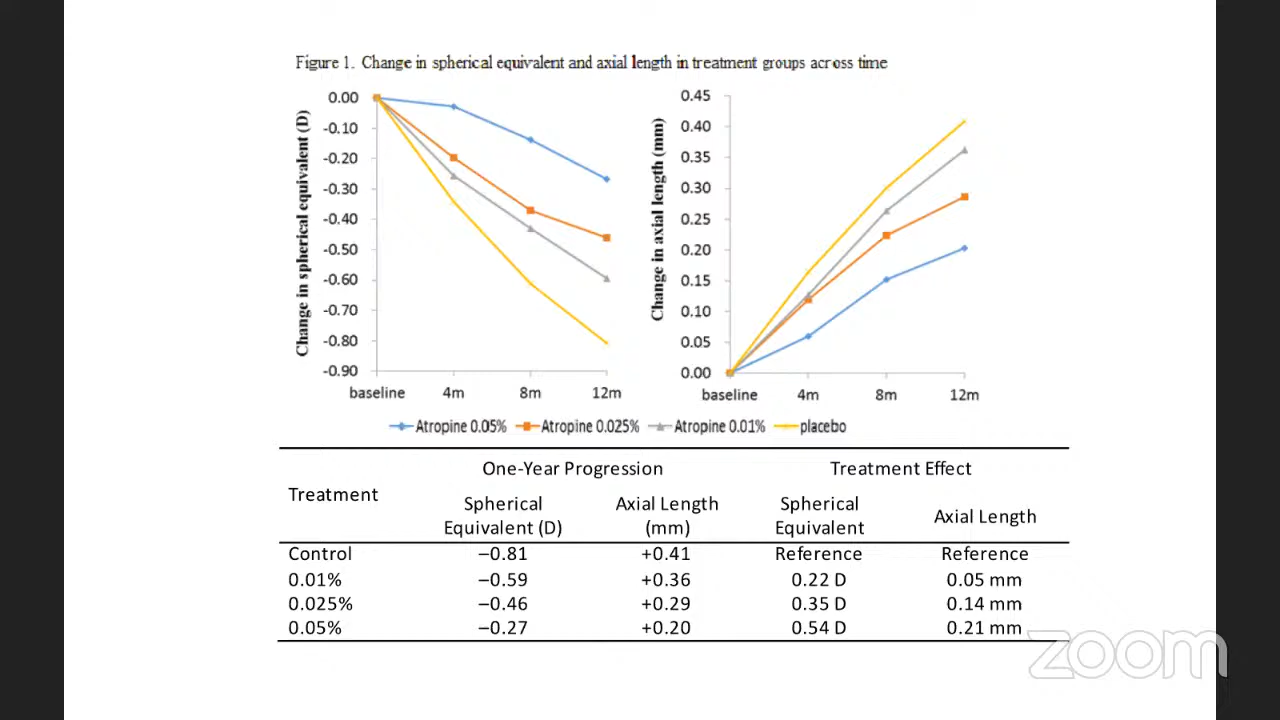 Figure 1. Change in spherical equivalent and axial length in treatment groups across time
Change in spherical equivalent (D)
0.00
-0.10
-0.20
-0.30
-0.40
-0.50
-0.60
-0.70
-0.80
-0.90
baseline 4m 8m 12m
Change in axial length (mm)
0.45
0.40
0.35
0.30
0.25
0.20
0.15
0.10
0.05
0.00
baseline 4m 8m 12m
Atropine 0.05% Atropine 0.025% Atropine 0.01% placebo
One-Year Progression Treatment Effect
Treatment
Spherical Equivalent (D) Axial Length (mm) Spherical Equivalent Axial Length
Control –0.81 +0.41 Reference Reference
0.01% –0.59 +0.36 0.22 D 0.05 mm
0.025% –0.46 +0.29 0.35 D 0.14 mm
0.05% –0.27 +0.20 0.54 D 0.21 mm
zoom